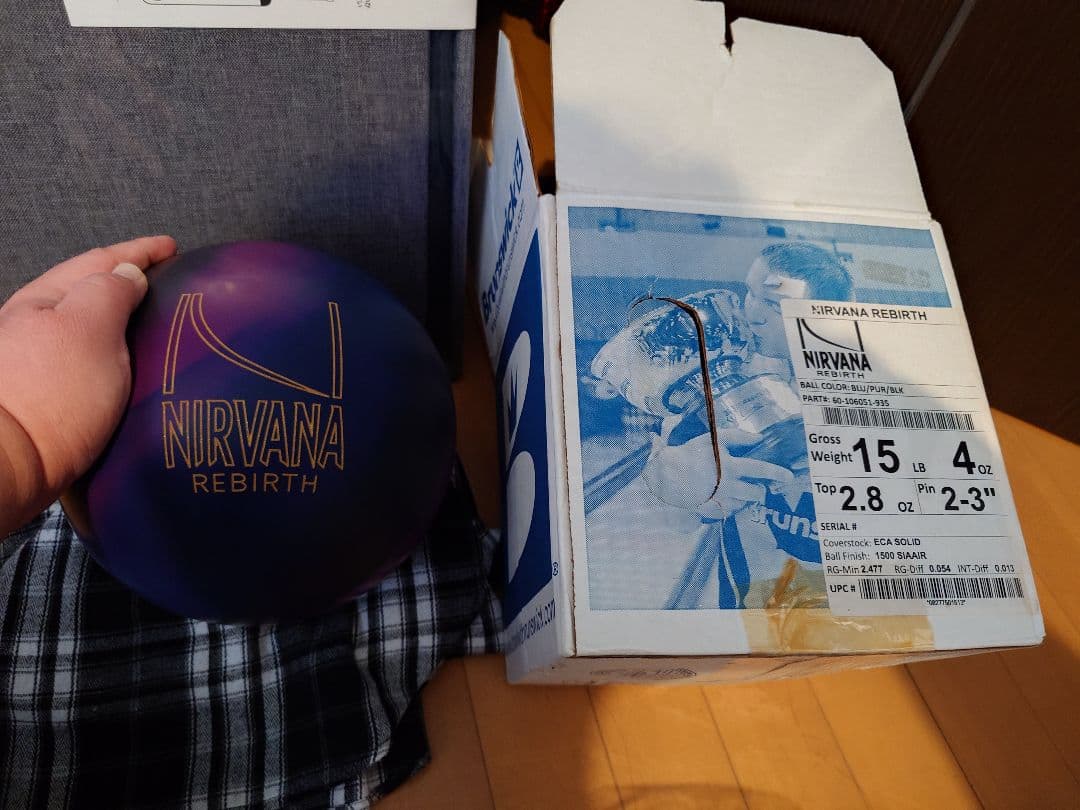 NIRVANA
REBIRTH
Brunswick
NIRVANA REBIRTH
NIRVANA
REBIRTH
BALL COLOR: BLU/PUR/BLK
PART#: 60-106051-935
Gross
Weight 15 LB 4 OZ
Top 2.8 OZ Pin 2-3"
SERIAL #
Coverstock: ECA SOLID
Ball Finish: 1500 SIAAIR
RG-Min 2.477 RG-Diff 0.054 INT-Diff 0.013
UPC #
Bruns